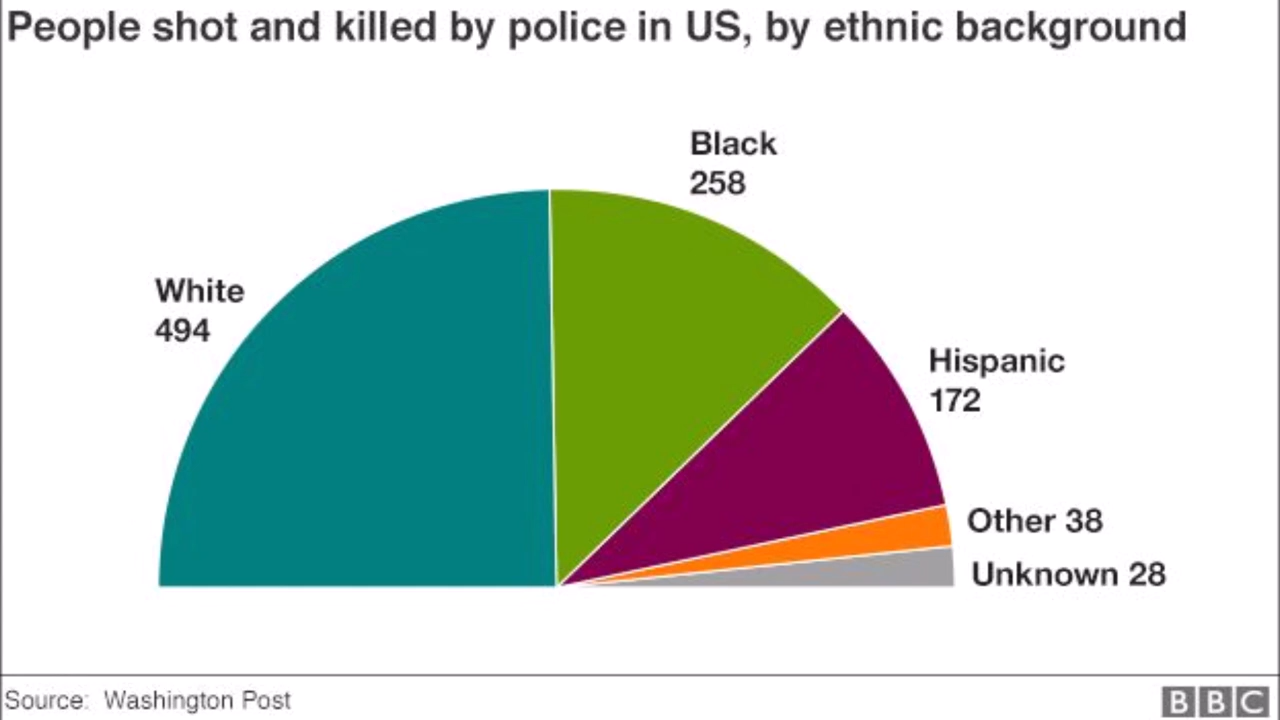 People shot and killed by police in US, by ethnic background
Black
258
White
494
Hispanic
172
Other 38
Unknown 28
Source: Washington Post
BBC